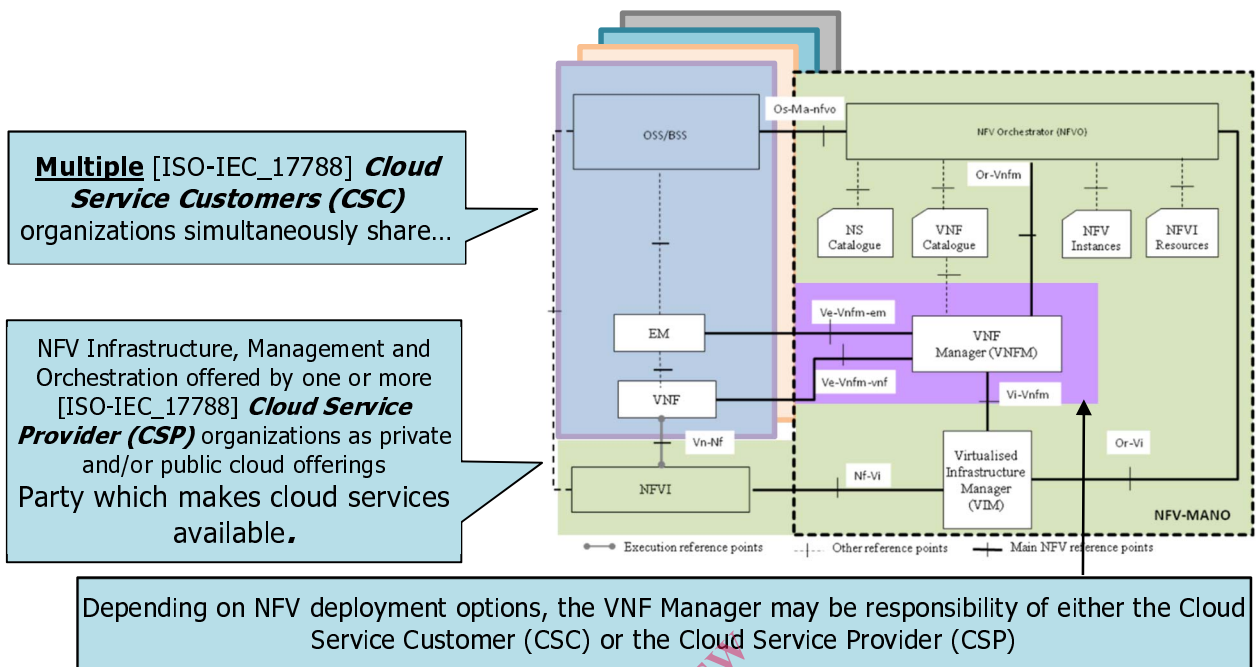 Multiple [ISO-IEC_17788] Cloud
Service Customers (CSC)
organizations simultaneously share...
NFV Infrastructure, Management and
Orchestration offered by one or more
[ISO-IEC_17788] Cloud Service
Provider (CSP) organizations as private
and/or public cloud offerings
Party which makes cloud services
available.
OSS/BSS
Os-Ma-nfvo
NFV Orchestrator (NFVO)
Or-Vnfm
NS
Catalogue
VNF
Catalogue
NFV
Instances
NFVI
Resources
EM
Ve-Vnfm-em
VNF
Manager (VNFM)
VNF
Ve-Vnfm-vnf
Vi-Vnfm
Vn-Nf
Or-Vi
NFVI
Nf-Vi
Virtualised
Infrastructure
Manager
(VIM)
NFV-MANO
Execution reference points
Other reference points
Main NFV reference points
Depending on NFV deployment options, the VNF Manager may be responsibility of either the Cloud
Service Customer (CSC) or the Cloud Service Provider (CSP)